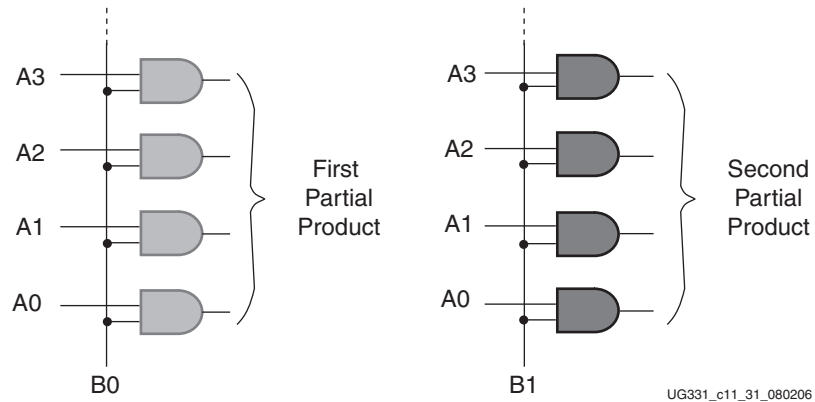 A3
A2
A1
A0
B0
First
Partial
Product
A3
A2
A1
A0
B1
Second
Partial
Product
UG331_c11_31_080206